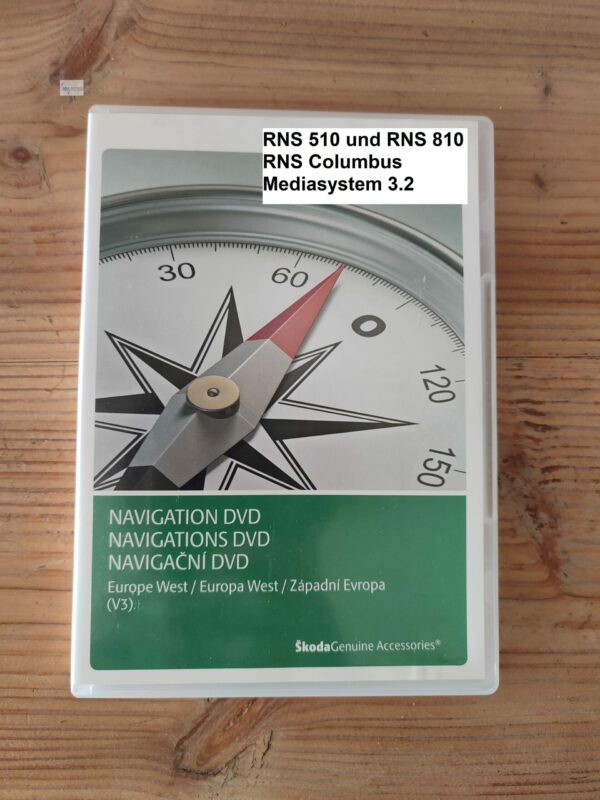 RNS 510 und RNS 810
RNS Columbus
Mediasystem 3.2
30
60
O
120
150
NAVIGATION DVD
NAVIGATIONS DVD
NAVIGAČNÍ DVD
Europe West / Europa West / Západní Evropa
(V3)
ŠkodaGenuine Accessories®